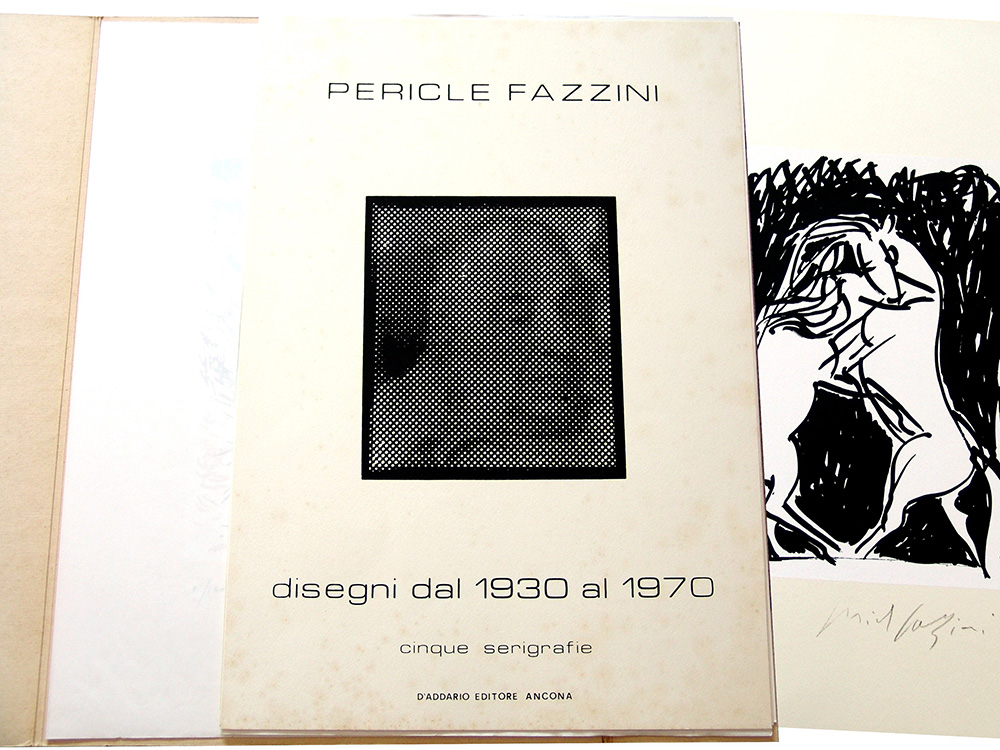 PERICLE FAZZINI
disegni dal 1930 al 1970
cinque serigrafie
D'ADDARIO EDITORE ANCONA